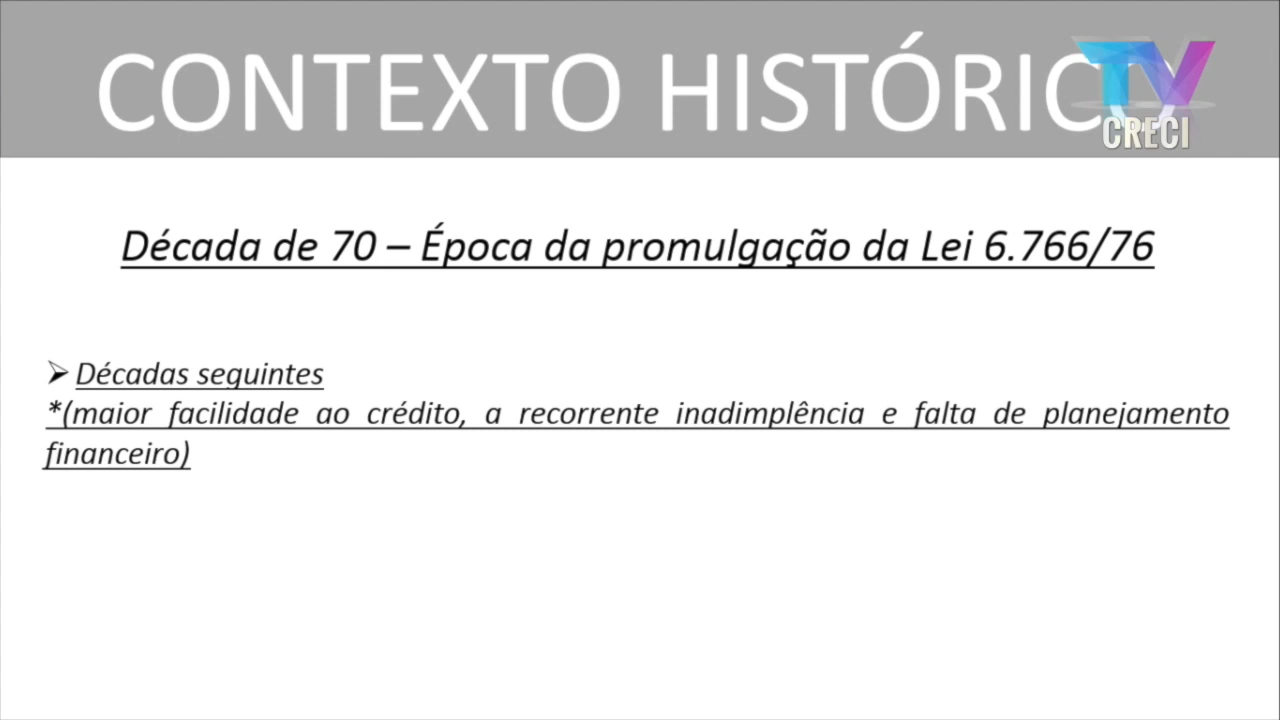 CONTEXTO HISTÓRICO
TV
CRECI
Década de 70 – Época da promulgação da Lei 6.766/76
➢ Décadas seguintes
*(maior facilidade ao crédito, a recorrente inadimplência e falta de planejamento
financeiro)